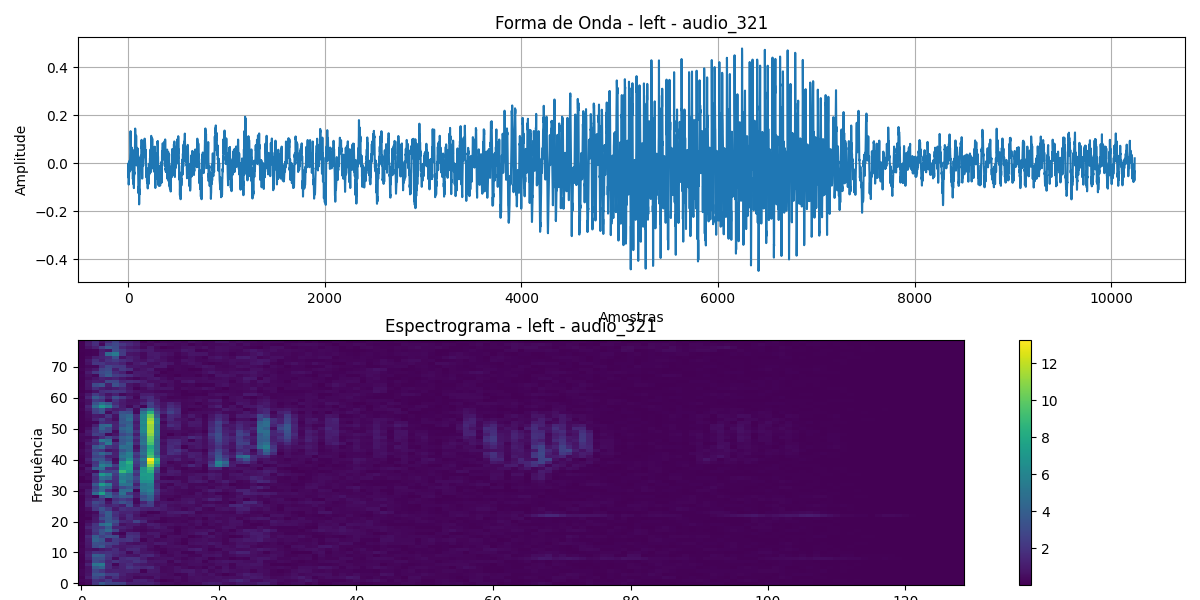 Forma de Onda - left - audio_321
Amplitude
0.4
0.2
0.0
−0.2
−0.4
0 2000 4000 6000 8000 10000
Amostras
Espectrograma - left - audio_321
Frequência
70
60
50
40
30
20
10
0
0 20 40 60 80 100 120
12
10
8
6
4
2